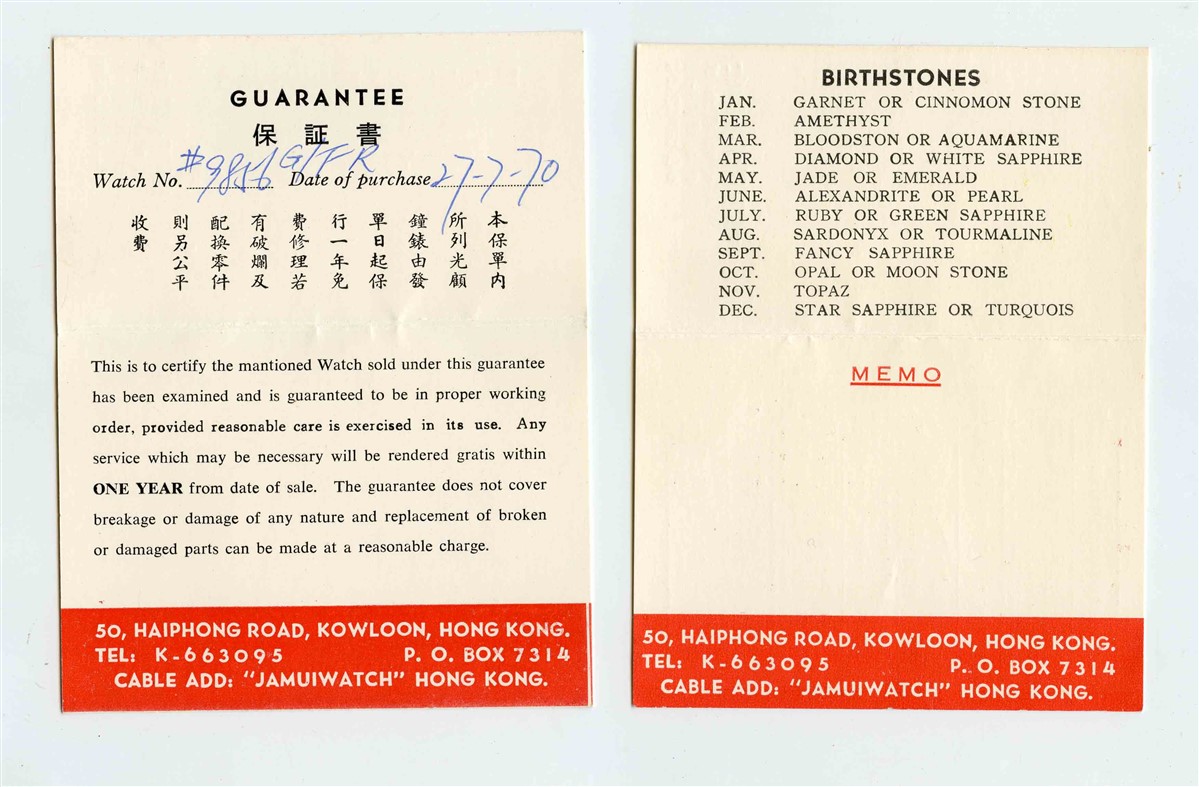 GUARANTEE
保証書
Watch No. #9856 G/FR Date of purchase 27-7-70
本保單內
所列光顧
鐘錶由發
單日起保
行一年免
費修理若
有破爛及
配換零件
則另公平
收費
This is to certify the mantioned Watch sold under this guarantee
has been examined and is guaranteed to be in proper working
order, provided reasonable care is exercised in its use. Any
service which may be necessary will be rendered gratis within
ONE YEAR from date of sale. The guarantee does not cover
breakage or damage of any nature and replacement of broken
or damaged parts can be made at a reasonable charge.
50, HAIPHONG ROAD, KOWLOON, HONG KONG.
TEL: K-663095 P. O. BOX 7314
CABLE ADD: "JAMUIWATCH" HONG KONG.
BIRTHSTONES
JAN. GARNET OR CINNOMON STONE
FEB. AMETHYST
MAR. BLOODSTON OR AQUAMARINE
APR. DIAMOND OR WHITE SAPPHIRE
MAY. JADE OR EMERALD
JUNE. ALEXANDRITE OR PEARL
JULY. RUBY OR GREEN SAPPHIRE
AUG. SARDONYX OR TOURMALINE
SEPT. FANCY SAPPHIRE
OCT. OPAL OR MOON STONE
NOV. TOPAZ
DEC. STAR SAPPHIRE OR TURQUOIS
MEMO
50, HAIPHONG ROAD, KOWLOON, HONG KONG.
TEL: K-663095 P. O. BOX 7314
CABLE ADD: "JAMUIWATCH" HONG KONG.